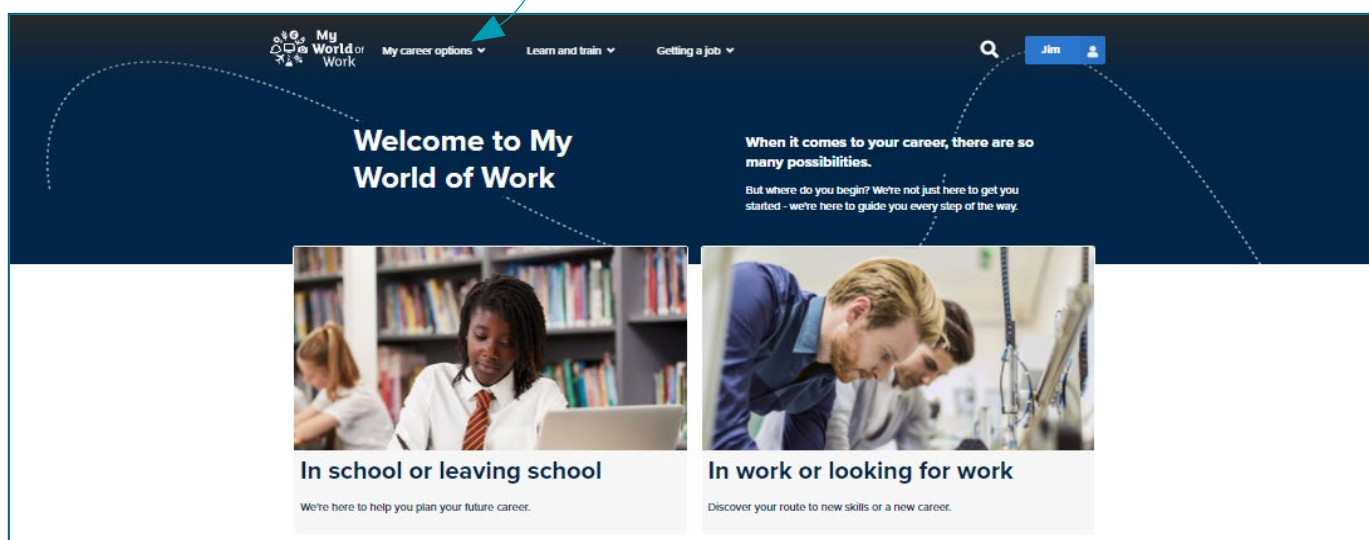 My
World of
Work
My career options
Learn and train
Getting a job
Jim
Welcome to My
World of Work
When it comes to your career, there are so
many possibilities.
But where do you begin? We're not just here to get you
started - we're here to guide you every step of the way.
In school or leaving school
We're here to help you plan your future career.
In work or looking for work
Discover your route to new skills or a new career.